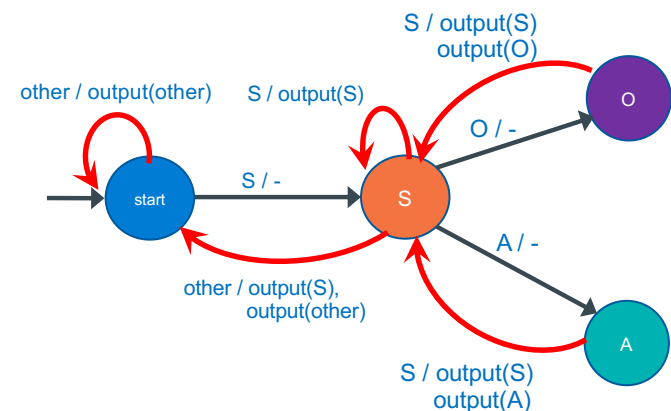 S / output(S)
output(O)
other / output(other)
S / output(S)
O
O / -
S / -
start
S
A / -
other / output(S),
output(other)
A
S / output(S)
output(A)